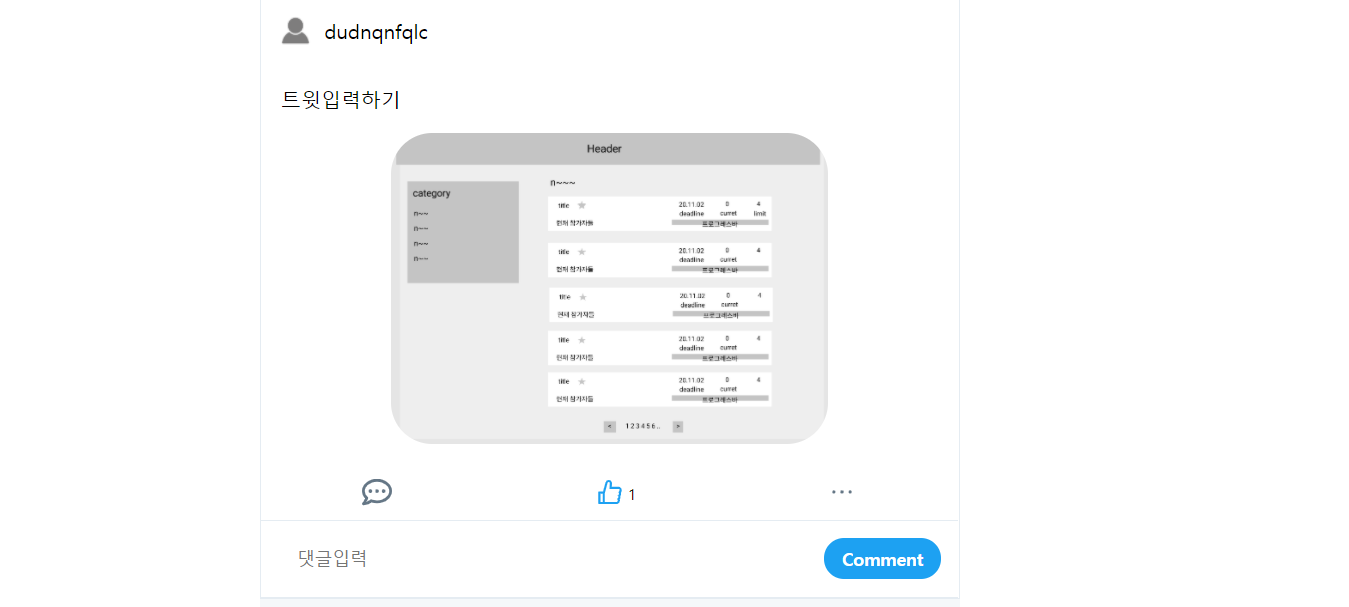 dudnqnfqlc
트윗입력하기
Header
category
n~~
n~~
n~~
n~~
n~~~
title
20.11.02 0 4
deadline curret limit
현재 참가자들
프로그레스바
title
20.11.02 0 4
deadline curret
현재 참가자들
프로그레스바
title
20.11.02 0 4
deadline curret
현재 참가자들
프로그레스바
title
20.11.02 0 4
deadline curret
현재 참가자들
프로그레스바
title
20.11.02 0 4
deadline curret
현재 참가자들
프로그레스바
< 1 2 3 4 5 6 .. >
1
댓글입력 Comment